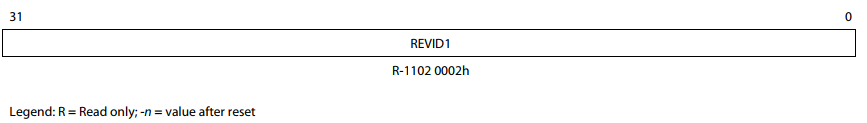 31 0
REVID1
R-1102 0002h
Legend: R = Read only; -n = value after reset